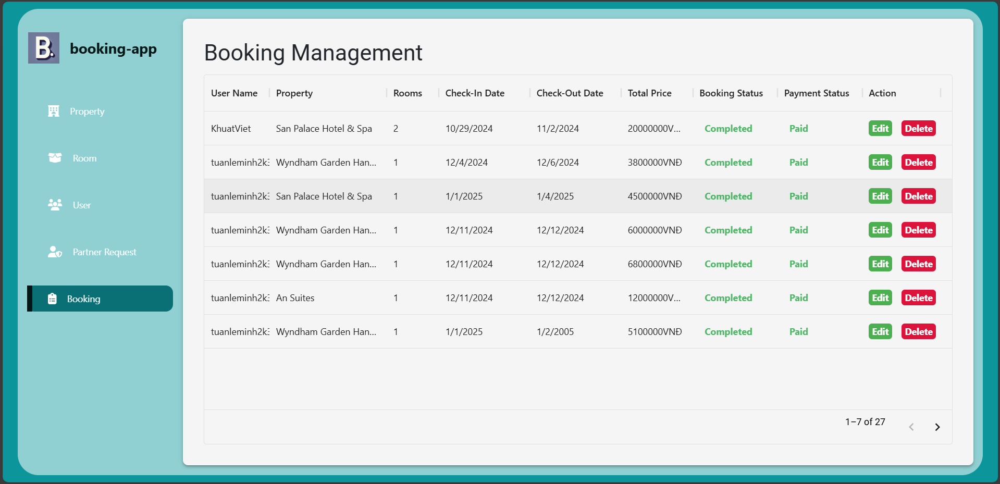 B.
booking-app
Property
Room
User
Partner Request
Booking
Booking Management
User Name Property Rooms Check-In Date Check-Out Date Total Price Booking Status Payment Status Action
KhuatViet San Palace Hotel & Spa 2 10/29/2024 11/2/2024 20000000V... Completed Paid Edit Delete
tuanleminh2k3 Wyndham Garden Han... 1 12/4/2024 12/6/2024 3800000VNĐ Completed Paid Edit Delete
tuanleminh2k3 San Palace Hotel & Spa 1 1/1/2025 1/4/2025 4500000VNĐ Completed Paid Edit Delete
tuanleminh2k3 Wyndham Garden Han... 1 12/11/2024 12/12/2024 6000000VNĐ Completed Paid Edit Delete
tuanleminh2k3 Wyndham Garden Han... 1 12/11/2024 12/12/2024 6800000VNĐ Completed Paid Edit Delete
tuanleminh2k3 An Suites 1 12/11/2024 12/12/2024 12000000V... Completed Paid Edit Delete
tuanleminh2k3 Wyndham Garden Han... 1 1/1/2025 1/2/2005 5100000VNĐ Completed Paid Edit Delete
1–7 of 27